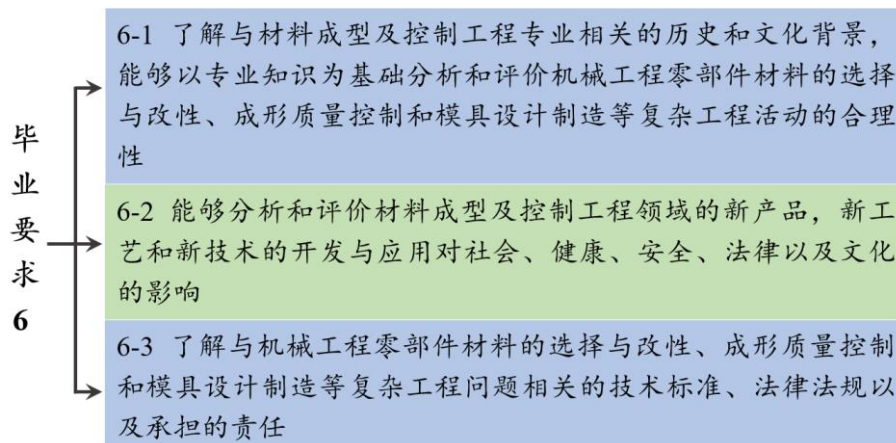 毕业要求6
6-1 了解与材料成型及控制工程专业相关的历史和文化背景，
能够以专业知识为基础分析和评价机械工程零部件材料的选择
与改性、成形质量控制和模具设计制造等复杂工程活动的合理
性
6-2 能够分析和评价材料成型及控制工程领域的新产品，新工
艺和新技术的开发与应用对社会、健康、安全、法律以及文化
的影响
6-3 了解与机械工程零部件材料的选择与改性、成形质量控制
和模具设计制造等复杂工程问题相关的技术标准、法律法规以
及承担的责任